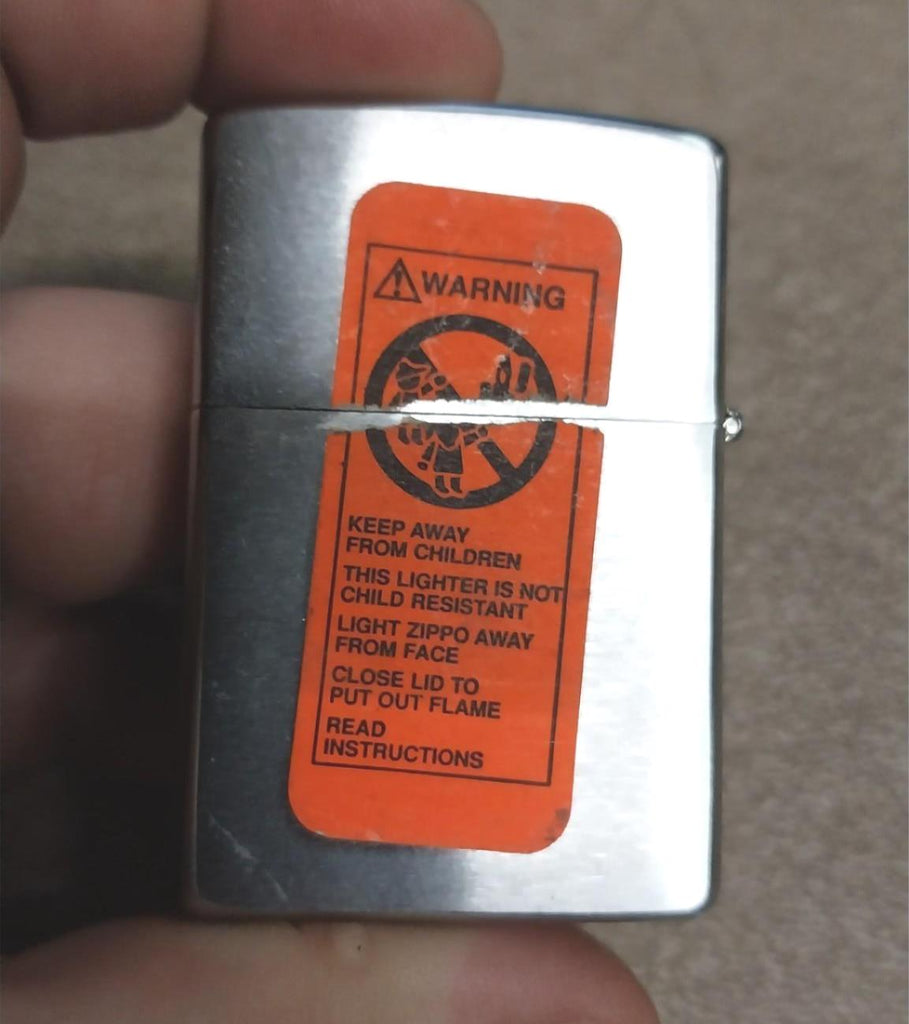 WARNING
KEEP AWAY
FROM CHILDREN
THIS LIGHTER IS NOT
CHILD RESISTANT
LIGHT ZIPPO AWAY
FROM FACE
CLOSE LID TO
PUT OUT FLAME
READ
INSTRUCTIONS